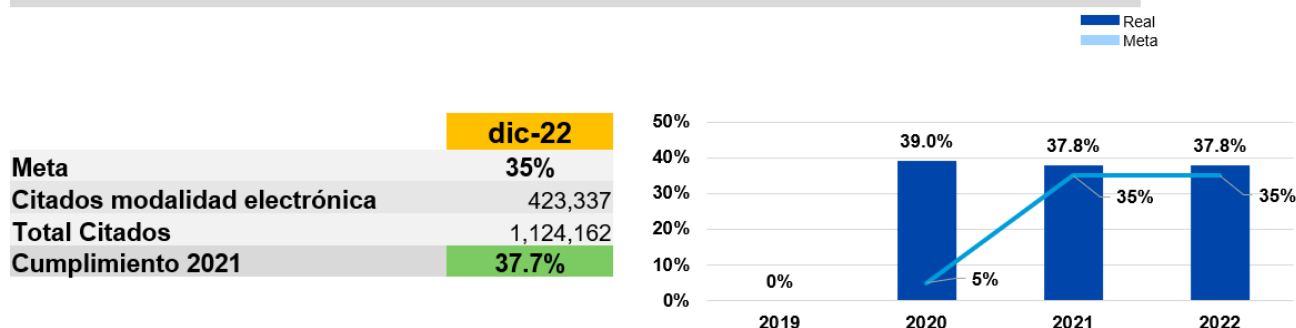 Real
Meta
dic-22
Meta 35%
Citados modalidad electrónica 423,337
Total Citados 1,124,162
Cumplimiento 2021 37.7%
50%
40%
30%
20%
10%
0%
0%
39.0%
37.8%
37.8%
5%
35%
35%
2019 2020 2021 2022